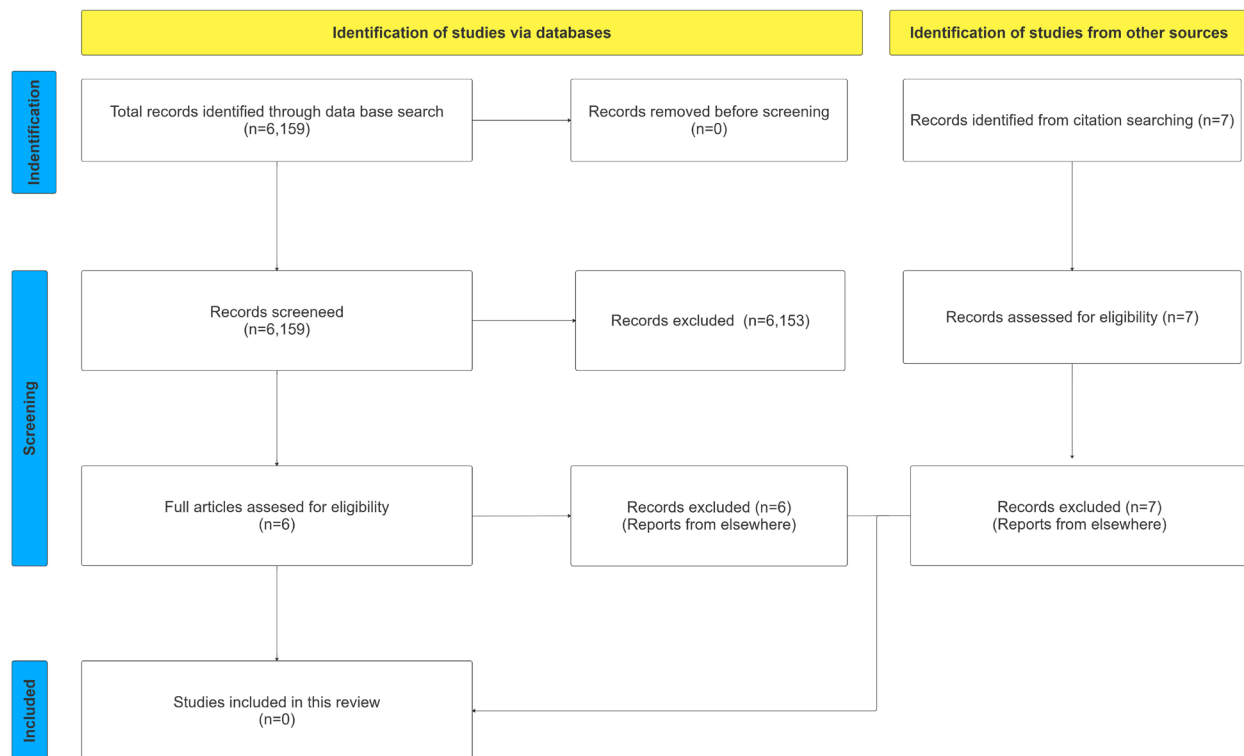 Identification of studies via databases
Identification of studies from other sources
Indentification
Total records identified through data base search
(n=6,159)
Records removed before screening
(n=0)
Records identified from citation searching (n=7)
Screening
Records screeneed
(n=6,159)
Records excluded (n=6,153)
Records assessed for eligibility (n=7)
Full articles assesed for eligibility
(n=6)
Records excluded (n=6)
(Reports from elsewhere)
Records excluded (n=7)
(Reports from elsewhere)
Included
Studies included in this review
(n=0)